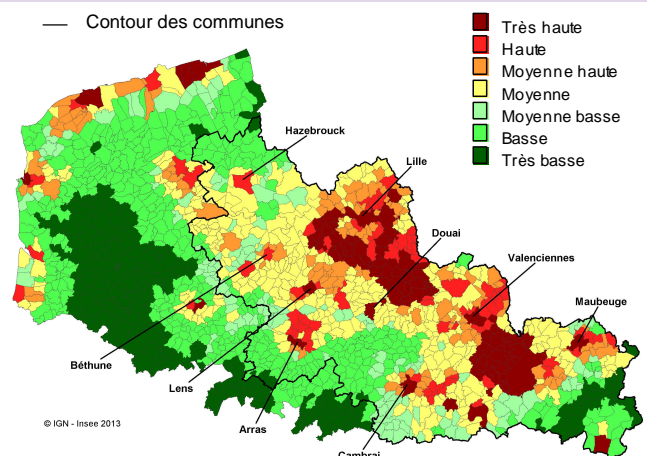 Contour des communes
Très haute
Haute
Moyenne haute
Moyenne
Moyenne basse
Basse
Très basse
Hazebrouck
Lille
Douai
Valenciennes
Maubeuge
Béthune
Lens
Arras
Cambrai
© IGN - Insee 2013